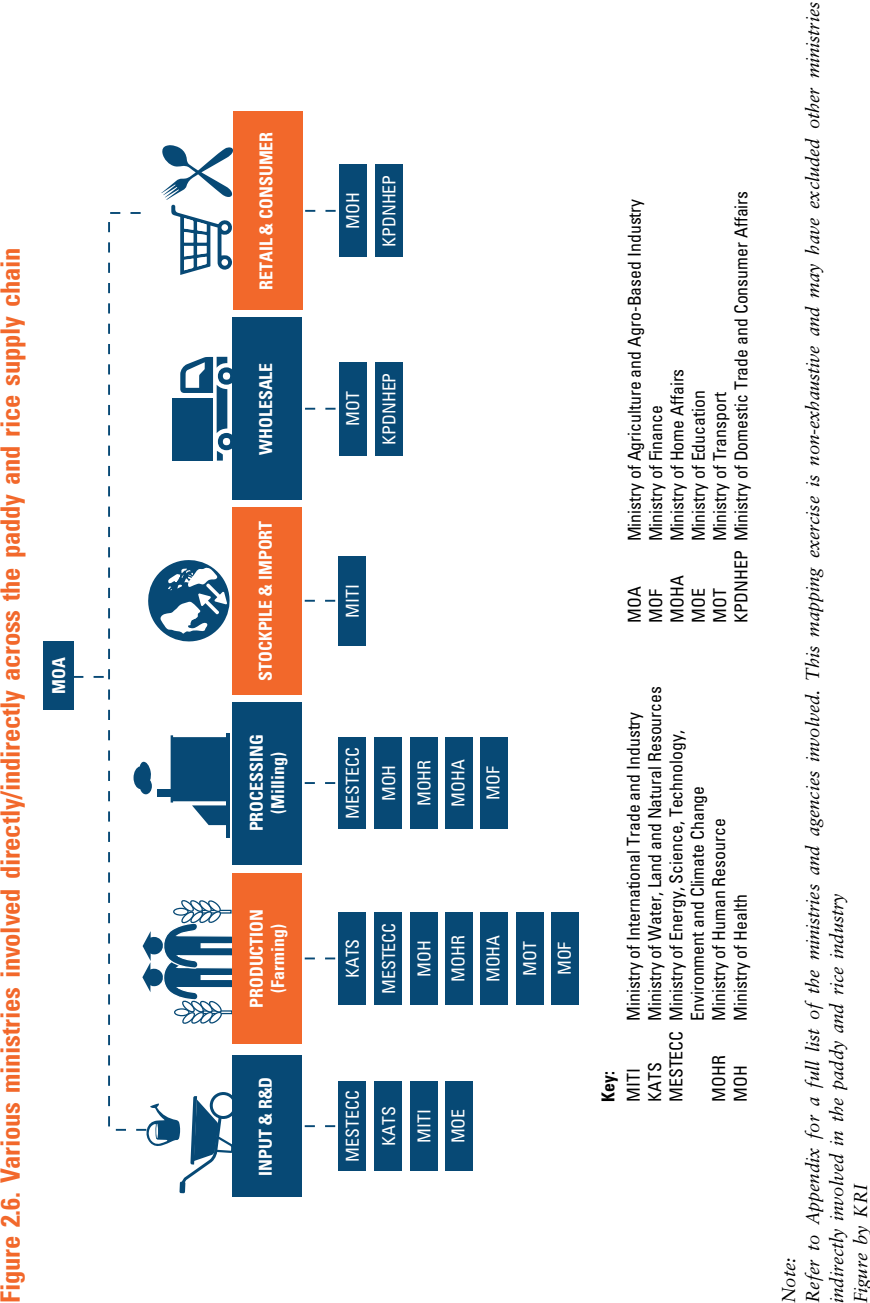 Figure 2.6. Various ministries involved directly/indirectly across the paddy and rice supply chain
MOA
INPUT & R&D
MESTECC
KATS
MITI
MOE
PRODUCTION
(Farming)
KATS
MESTECC
MOH
MOHR
MOHA
MOT
MOF
PROCESSING
(Milling)
MESTECC
MOH
MOHR
MOHA
MOF
STOCKPILE & IMPORT
MITI
WHOLESALE
MOT
KPDNHEP
RETAIL & CONSUMER
MOH
KPDNHEP
Key:
MITI Ministry of International Trade and Industry
KATS Ministry of Water, Land and Natural Resources
MESTECC Ministry of Energy, Science, Technology,
Environment and Climate Change
MOHR Ministry of Human Resource
MOH Ministry of Health
MOA Ministry of Agriculture and Agro-Based Industry
MOF Ministry of Finance
MOHA Ministry of Home Affairs
MOE Ministry of Education
MOT Ministry of Transport
KPDNHEP Ministry of Domestic Trade and Consumer Affairs
Note:
Refer to Appendix for a full list of the ministries and agencies involved. This mapping exercise is non-exhaustive and may have excluded other ministries
indirectly involved in the paddy and rice industry
Figure by KRI